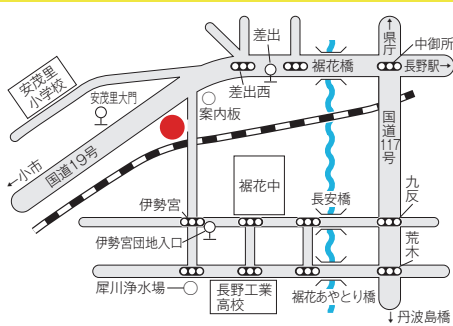 差出
↑県庁
中御所
長野駅→
裾花橋
差出西
安茂里
小学校
安茂里大門
案内板
国道19号
←小市
国道117号
裾花中
伊勢宮
長安橋
九反
伊勢宮団地入口
荒木
犀川浄水場
長野工業
高校
裾花あやとり橋
↓丹波島橋